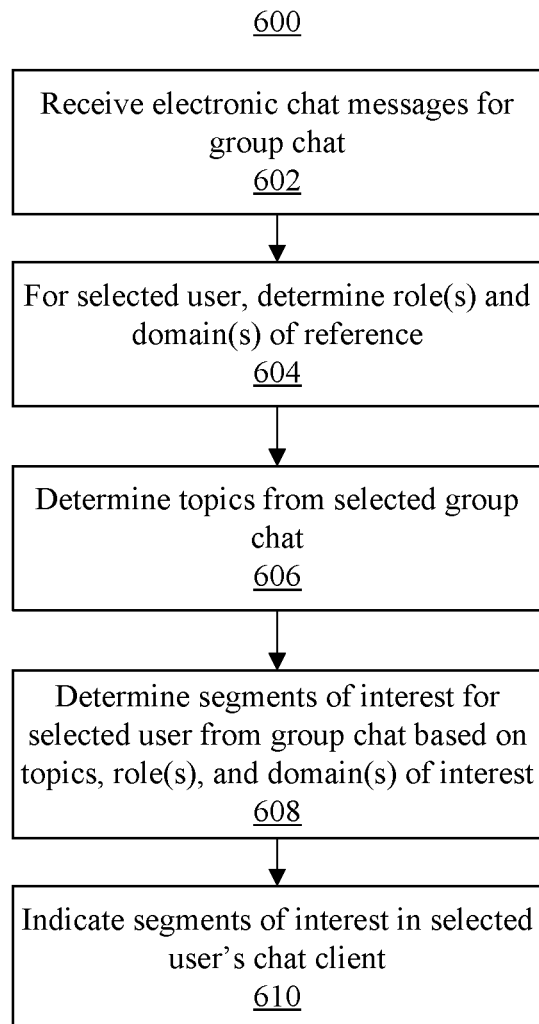 600
Receive electronic chat messages for
group chat
602
For selected user, determine role(s) and
domain(s) of reference
604
Determine topics from selected group
chat
606
Determine segments of interest for
selected user from group chat based on
topics, role(s), and domain(s) of interest
608
Indicate segments of interest in selected
user's chat client
610